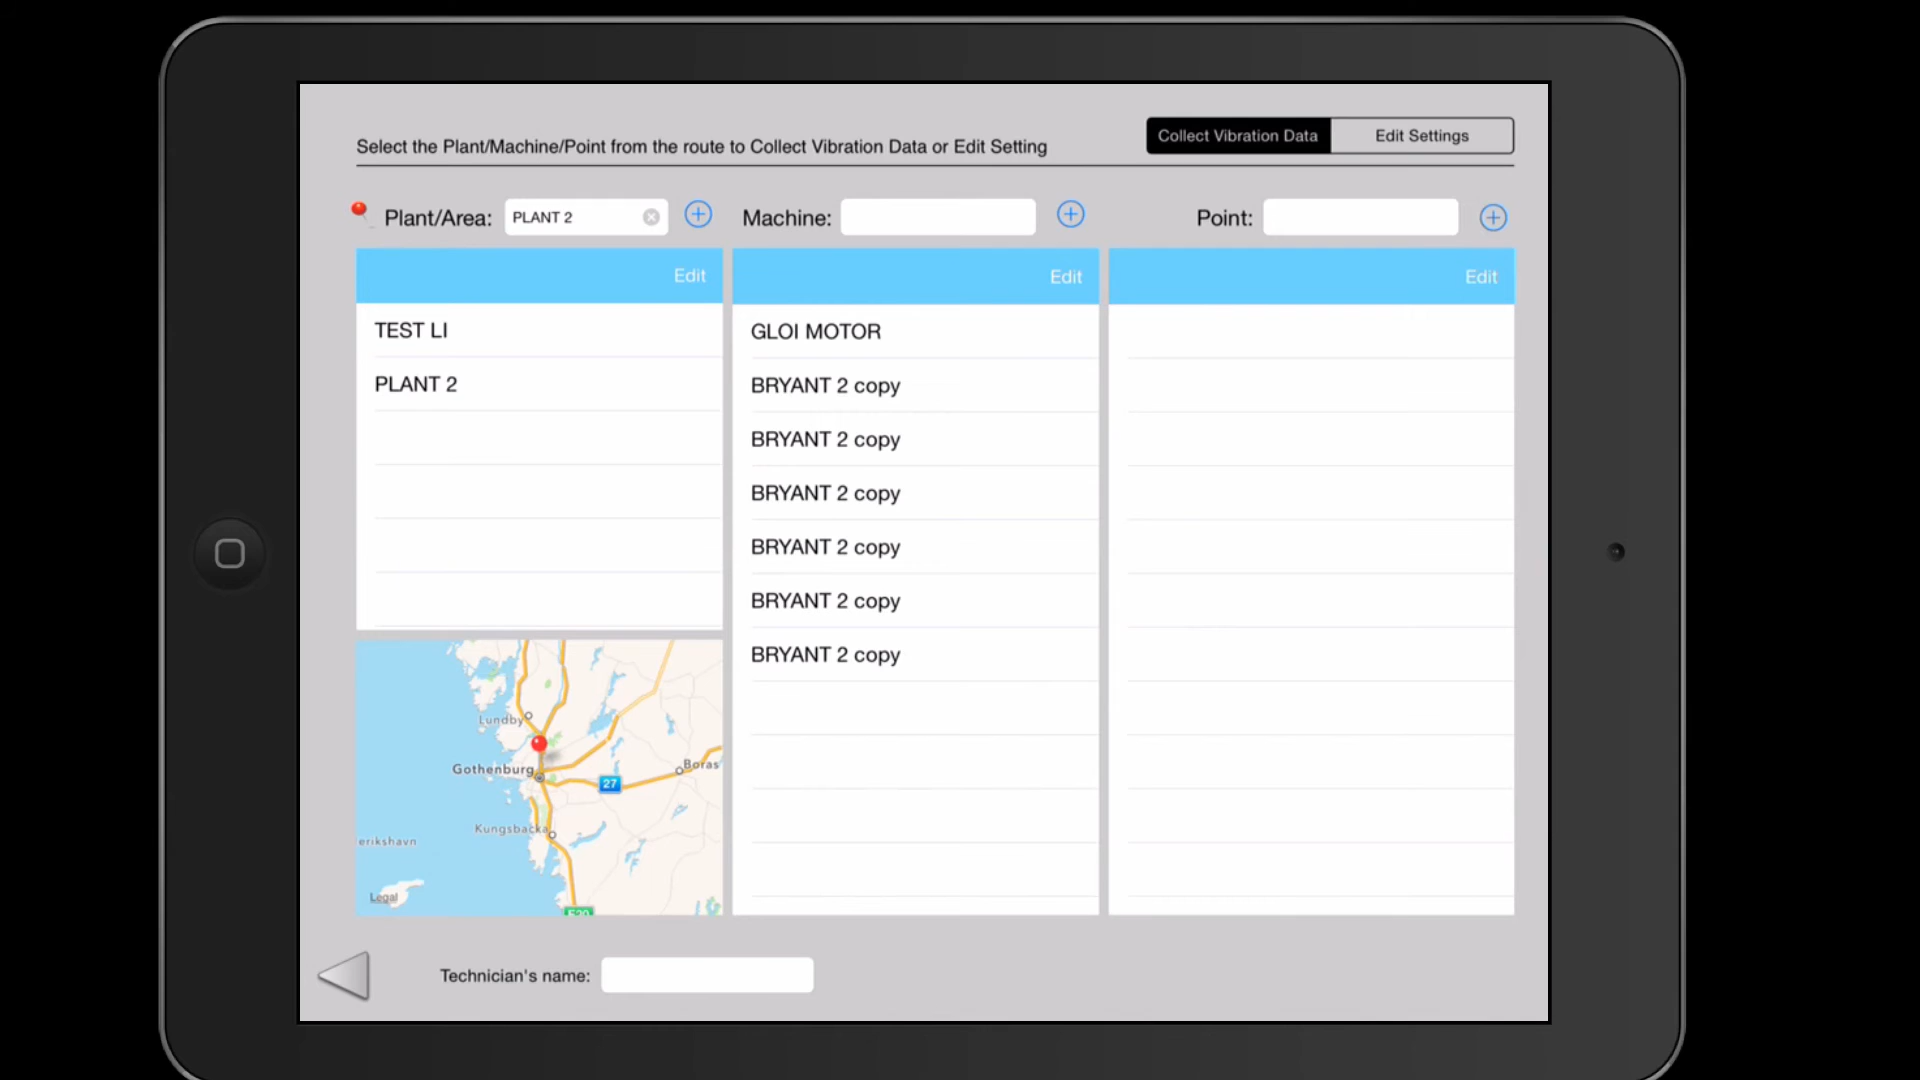 Select the Plant/Machine/Point from the route to Collect Vibration Data or Edit Setting
Collect Vibration Data
Edit Settings
Plant/Area:
PLANT 2
Machine:
Point:
Edit
Edit
Edit
TEST LI
PLANT 2
GLOI MOTOR
BRYANT 2 copy
BRYANT 2 copy
BRYANT 2 copy
BRYANT 2 copy
BRYANT 2 copy
BRYANT 2 copy
Lundby
Gothenburg
Boras
27
Kungsbacka
erikshavn
Legal
E20
Technician's name: